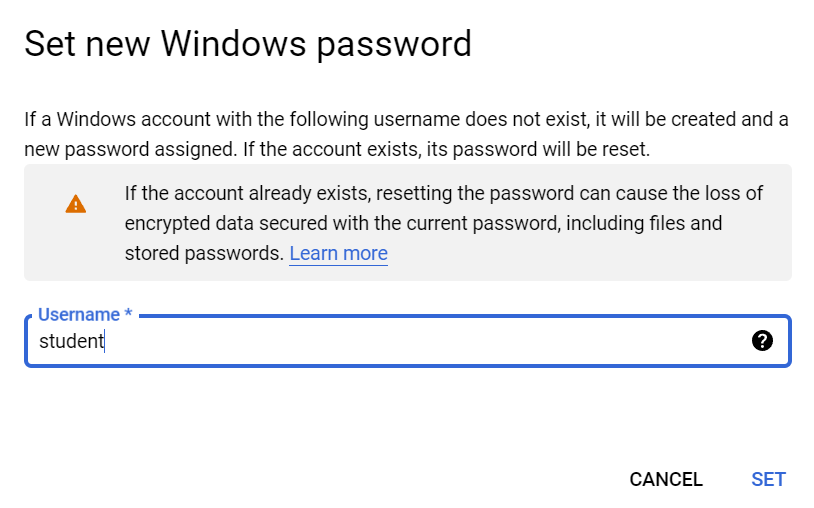 Set new Windows password
If a Windows account with the following username does not exist, it will be created and a
new password assigned. If the account exists, its password will be reset.
If the account already exists, resetting the password can cause the loss of
encrypted data secured with the current password, including files and
stored passwords. Learn more
Username *
student
CANCEL SET